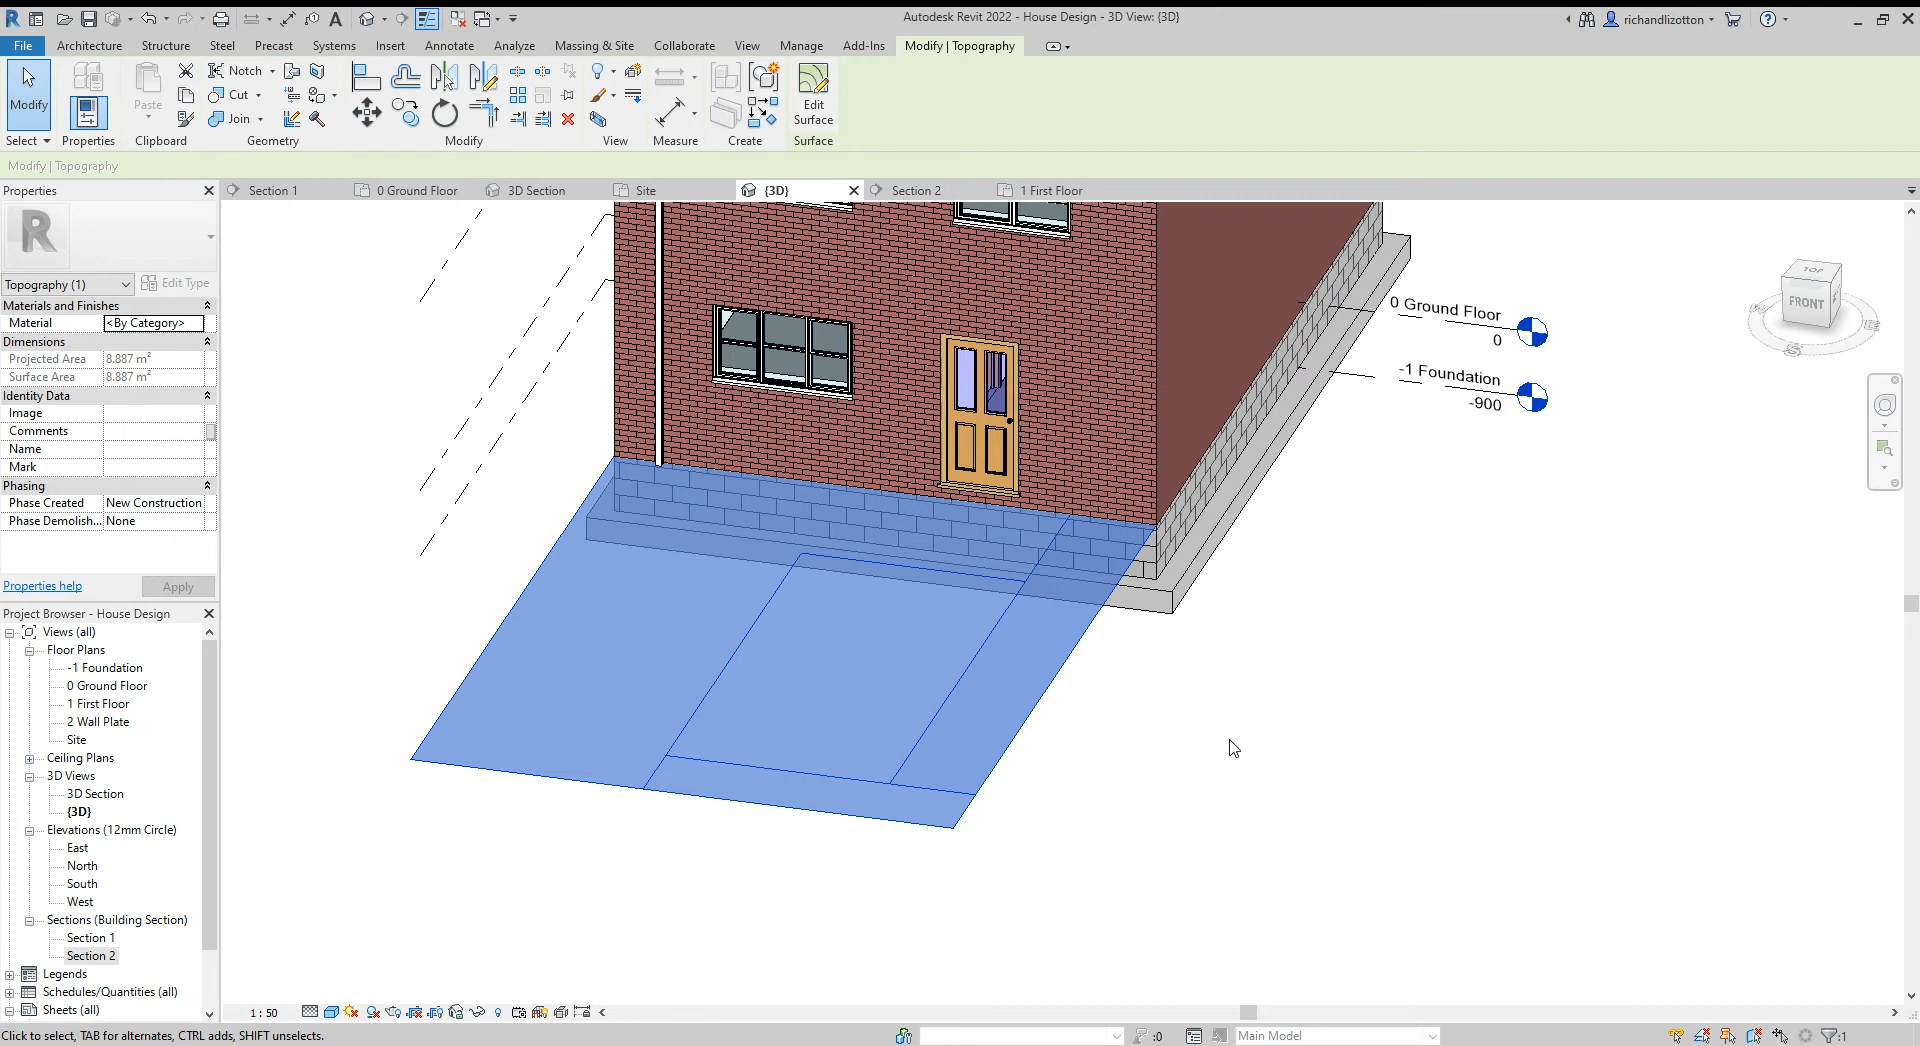 Autodesk Revit 2022 - House Design - 3D View: {3D}
richandlizotton
File Architecture Structure Steel Precast Systems Insert Annotate Analyze Massing & Site Collaborate View Manage Add-Ins Modify | Topography
Modify
Paste
Notch
Cut
Join
Edit
Surface
Select Properties Clipboard Geometry Modify View Measure Create Surface
Modify | Topography
Properties
Section 1
0 Ground Floor
3D Section
Site
{3D}
Section 2
1 First Floor
R
Topography (1)
Edit Type
Materials and Finishes
Material <By Category>
Dimensions
Projected Area 8.887 m²
Surface Area 8.887 m²
Identity Data
Image
Comments
Name
Mark
Phasing
Phase Created New Construction
Phase Demolish... None
Properties help
Apply
Project Browser - House Design
Views (all)
Floor Plans
-1 Foundation
0 Ground Floor
1 First Floor
2 Wall Plate
Site
Ceiling Plans
3D Views
3D Section
{3D}
Elevations (12mm Circle)
East
North
South
West
Sections (Building Section)
Section 1
Section 2
Legends
Schedules/Quantities (all)
Sheets (all)
0 Ground Floor
0
-1 Foundation
-900
TOP
FRONT
1 : 50
Click to select, TAB for alternates, CTRL adds, SHIFT unselects.
:0
Main Model
:1